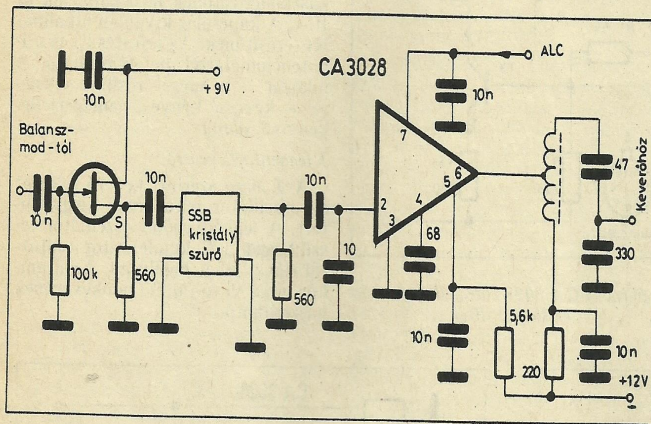 10n
+9V
CA3028
ALC
10n
Balansz-
mod-tól
10n
S
100k
560
10n
SSB
kristály
szűrő
560
10n
10
2
3
4
7
5
6
68
10n
5,6k
220
47
330
Keverőhöz
10n
+12V